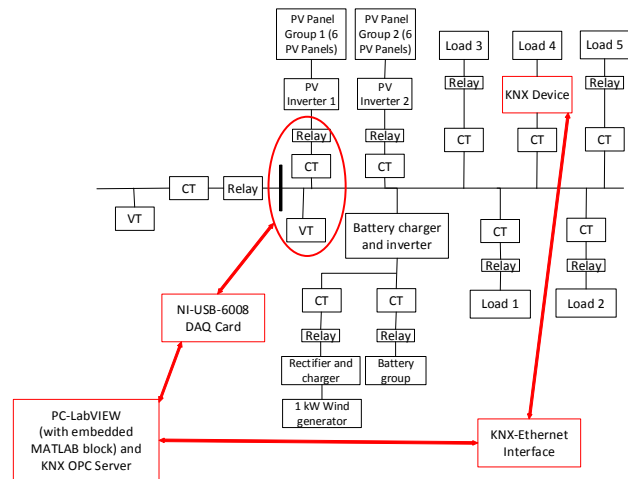 PV Panel
Group 1 (6
PV Panels)
PV Panel
Group 2 (6
PV Panels)
Load 3
Load 4
Load 5
PV
Inverter 1
PV
Inverter 2
Relay
KNX Device
Relay
Relay
Relay
CT
CT
CT
CT
CT
CT
Relay
VT
VT
Battery charger
and inverter
CT
CT
NI-USB-6008
DAQ Card
CT
CT
Relay
Relay
Load 1
Load 2
Relay
Relay
Rectifier and
charger
Battery
group
1 kW Wind
generator
PC-LabVIEW
(with embedded
MATLAB block) and
KNX OPC Server
KNX-Ethernet
Interface